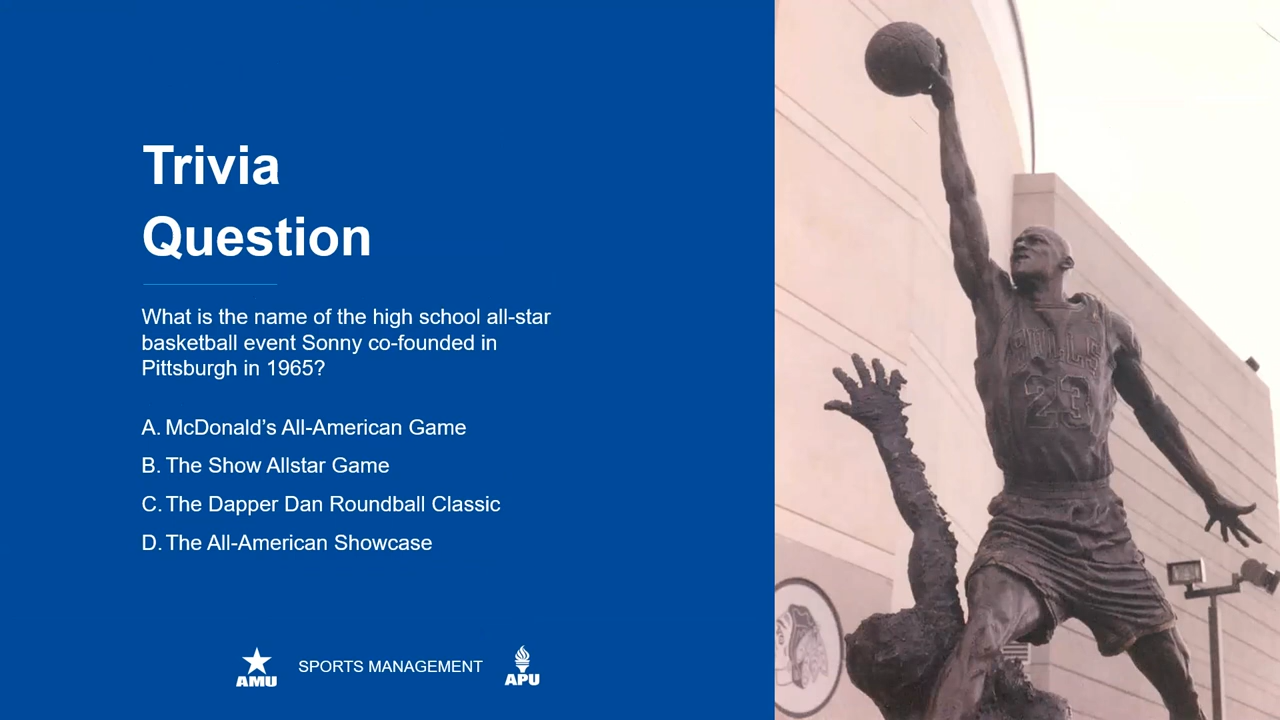 Trivia
Question
What is the name of the high school all-star
basketball event Sonny co-founded in
Pittsburgh in 1965?
A. McDonald’s All-American Game
B. The Show Allstar Game
C. The Dapper Dan Roundball Classic
D. The All-American Showcase
AMU
SPORTS MANAGEMENT
APU
BULLS
23